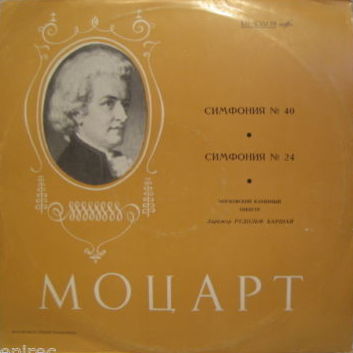 СИМФОНИЯ № 40
СИМФОНИЯ № 24
МОСКОВСКИЙ КАМЕРНЫЙ
ОРКЕСТР
Дирижер РУДОЛЬФ БАРШАЙ
МОЦАРТ